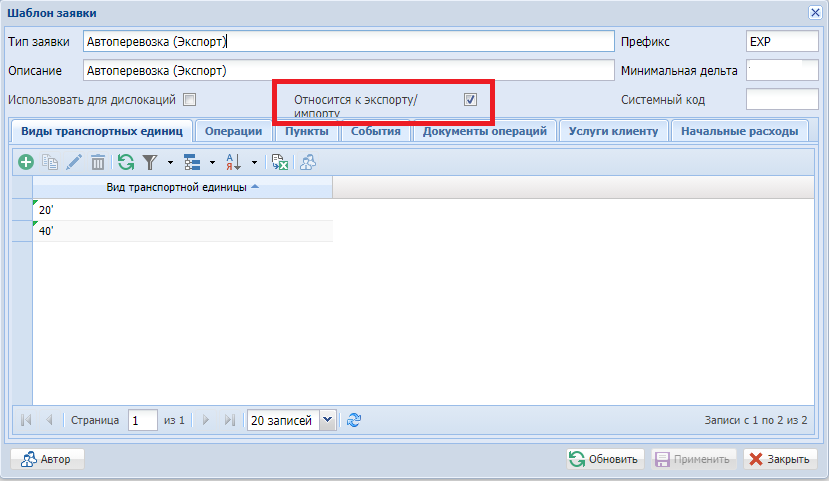 Шаблон заявки
Тип заявки Автоперевозка (Экспорт) Префикс EXP
Описание Автоперевозка (Экспорт) Минимальная дельта
Использовать для дислокаций Относится к экспорту/ Системный код
импорту
Виды транспортных единиц Операции Пункты События Документы операций Услуги клиенту Начальные расходы
Вид транспортной единицы
20'
40'
Страница 1 из 1 20 записей Записи с 1 по 2 из 2
Автор Обновить Применить Закрыть